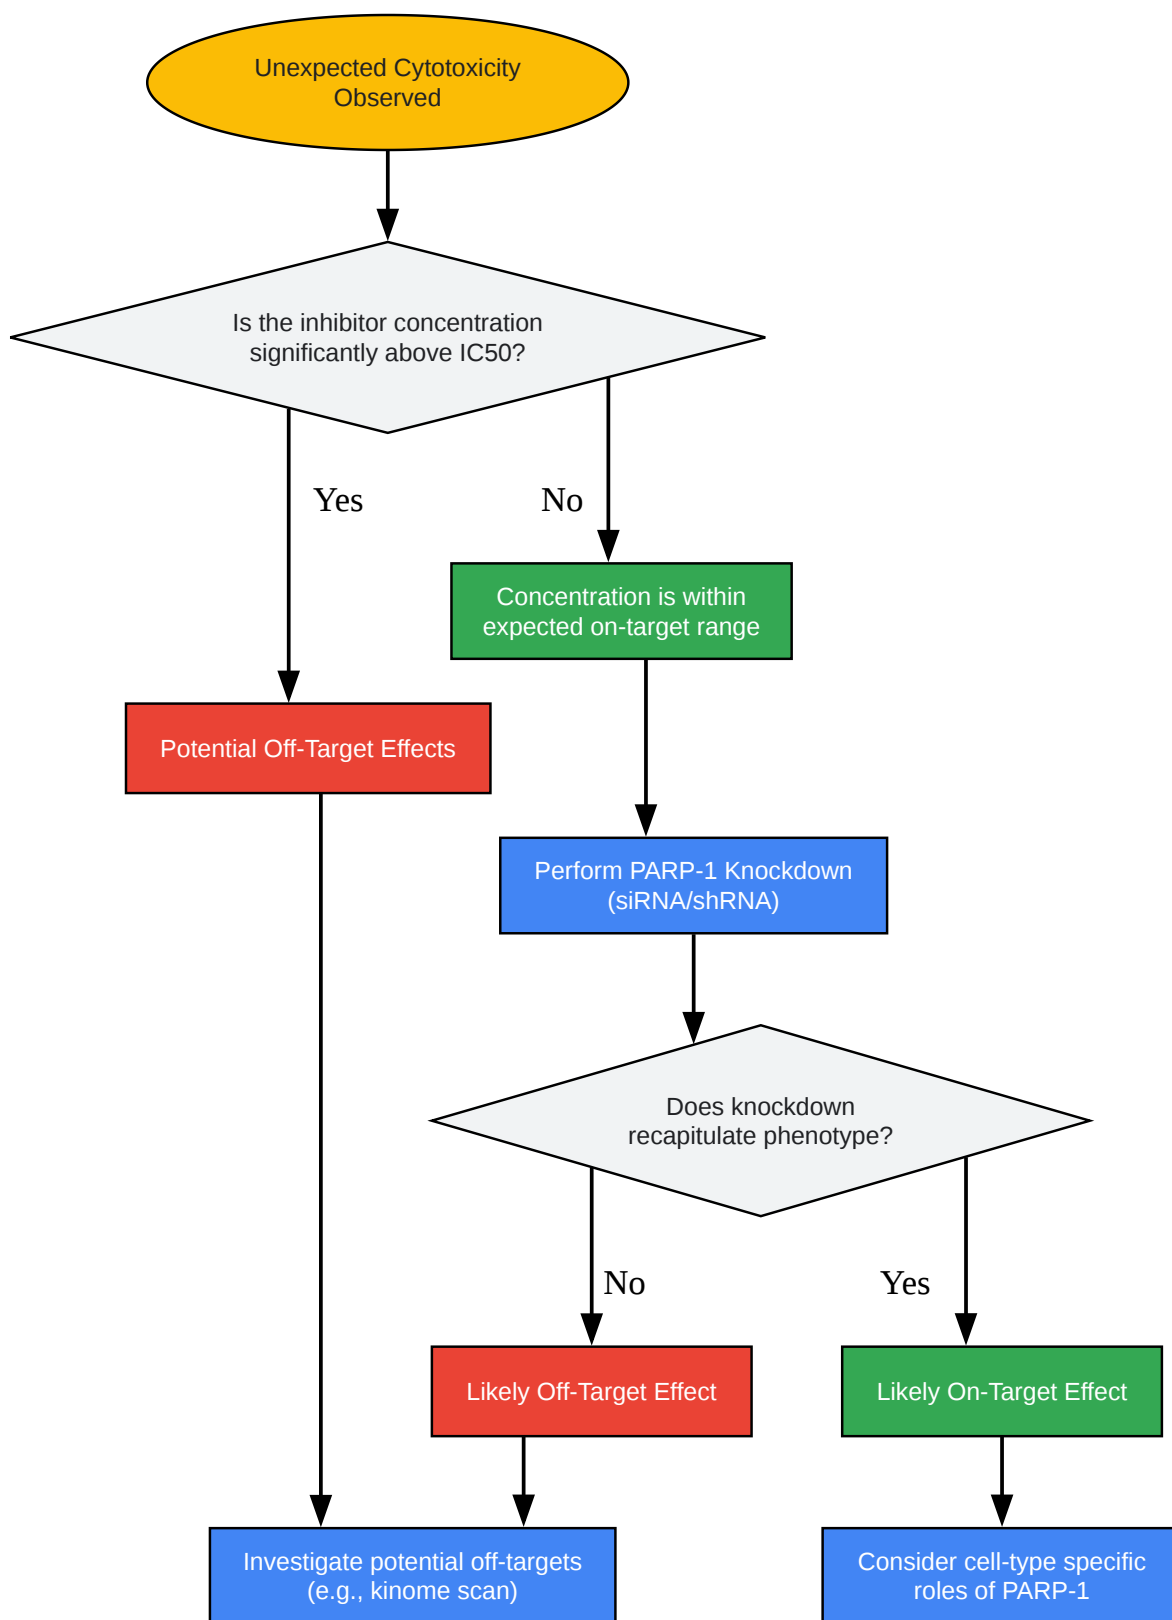 Unexpected Cytotoxicity
Observed
Is the inhibitor concentration
significantly above IC50?
Yes
No
Concentration is within
expected on-target range
Potential Off-Target Effects
Perform PARP-1 Knockdown
(siRNA/shRNA)
Does knockdown
recapitulate phenotype?
No
Yes
Likely Off-Target Effect
Likely On-Target Effect
Investigate potential off-targets
(e.g., kinome scan)
Consider cell-type specific
roles of PARP-1